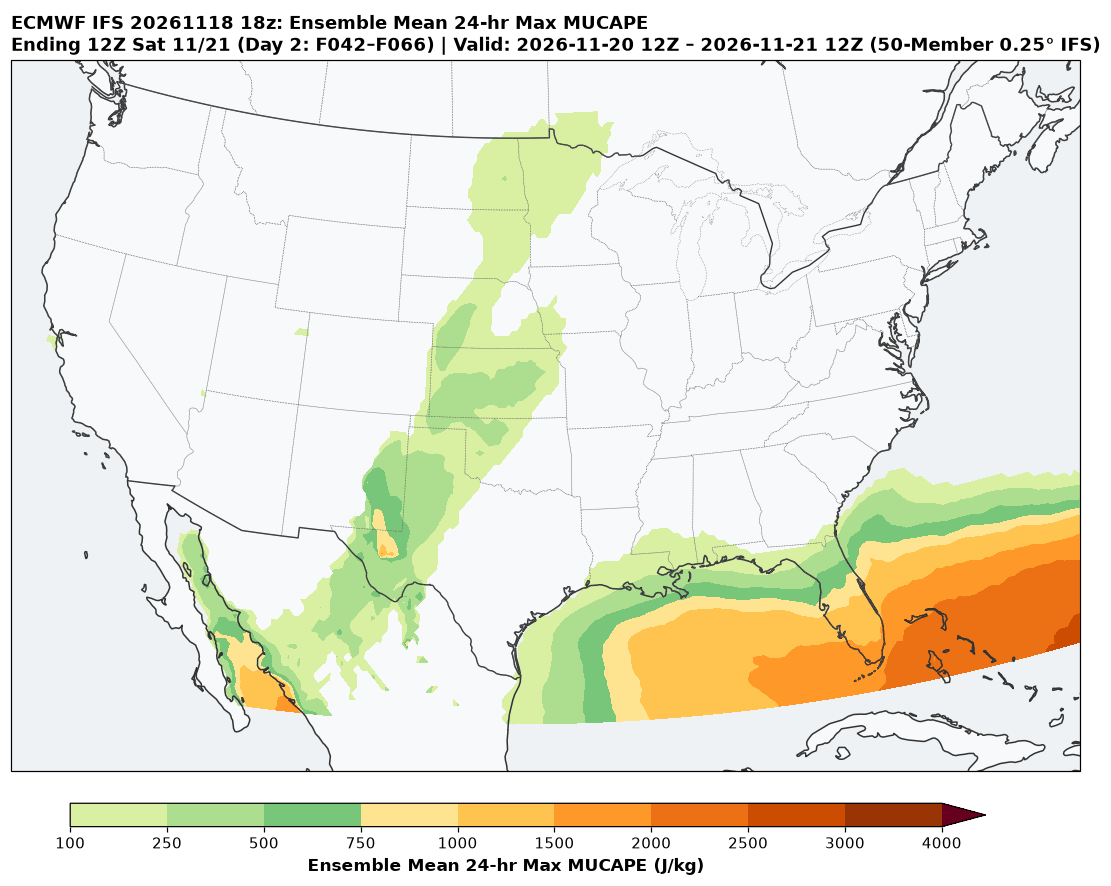 ECMWF IFS 20261118 18z: Ensemble Mean 24-hr Max MUCAPE
Ending 12Z Sat 11/21 (Day 2: F042–F066) | Valid: 2026-11-20 12Z – 2026-11-21 12Z (50-Member 0.25° IFS)
100 250 500 750 1000 1500 2000 2500 3000 4000
Ensemble Mean 24-hr Max MUCAPE (J/kg)